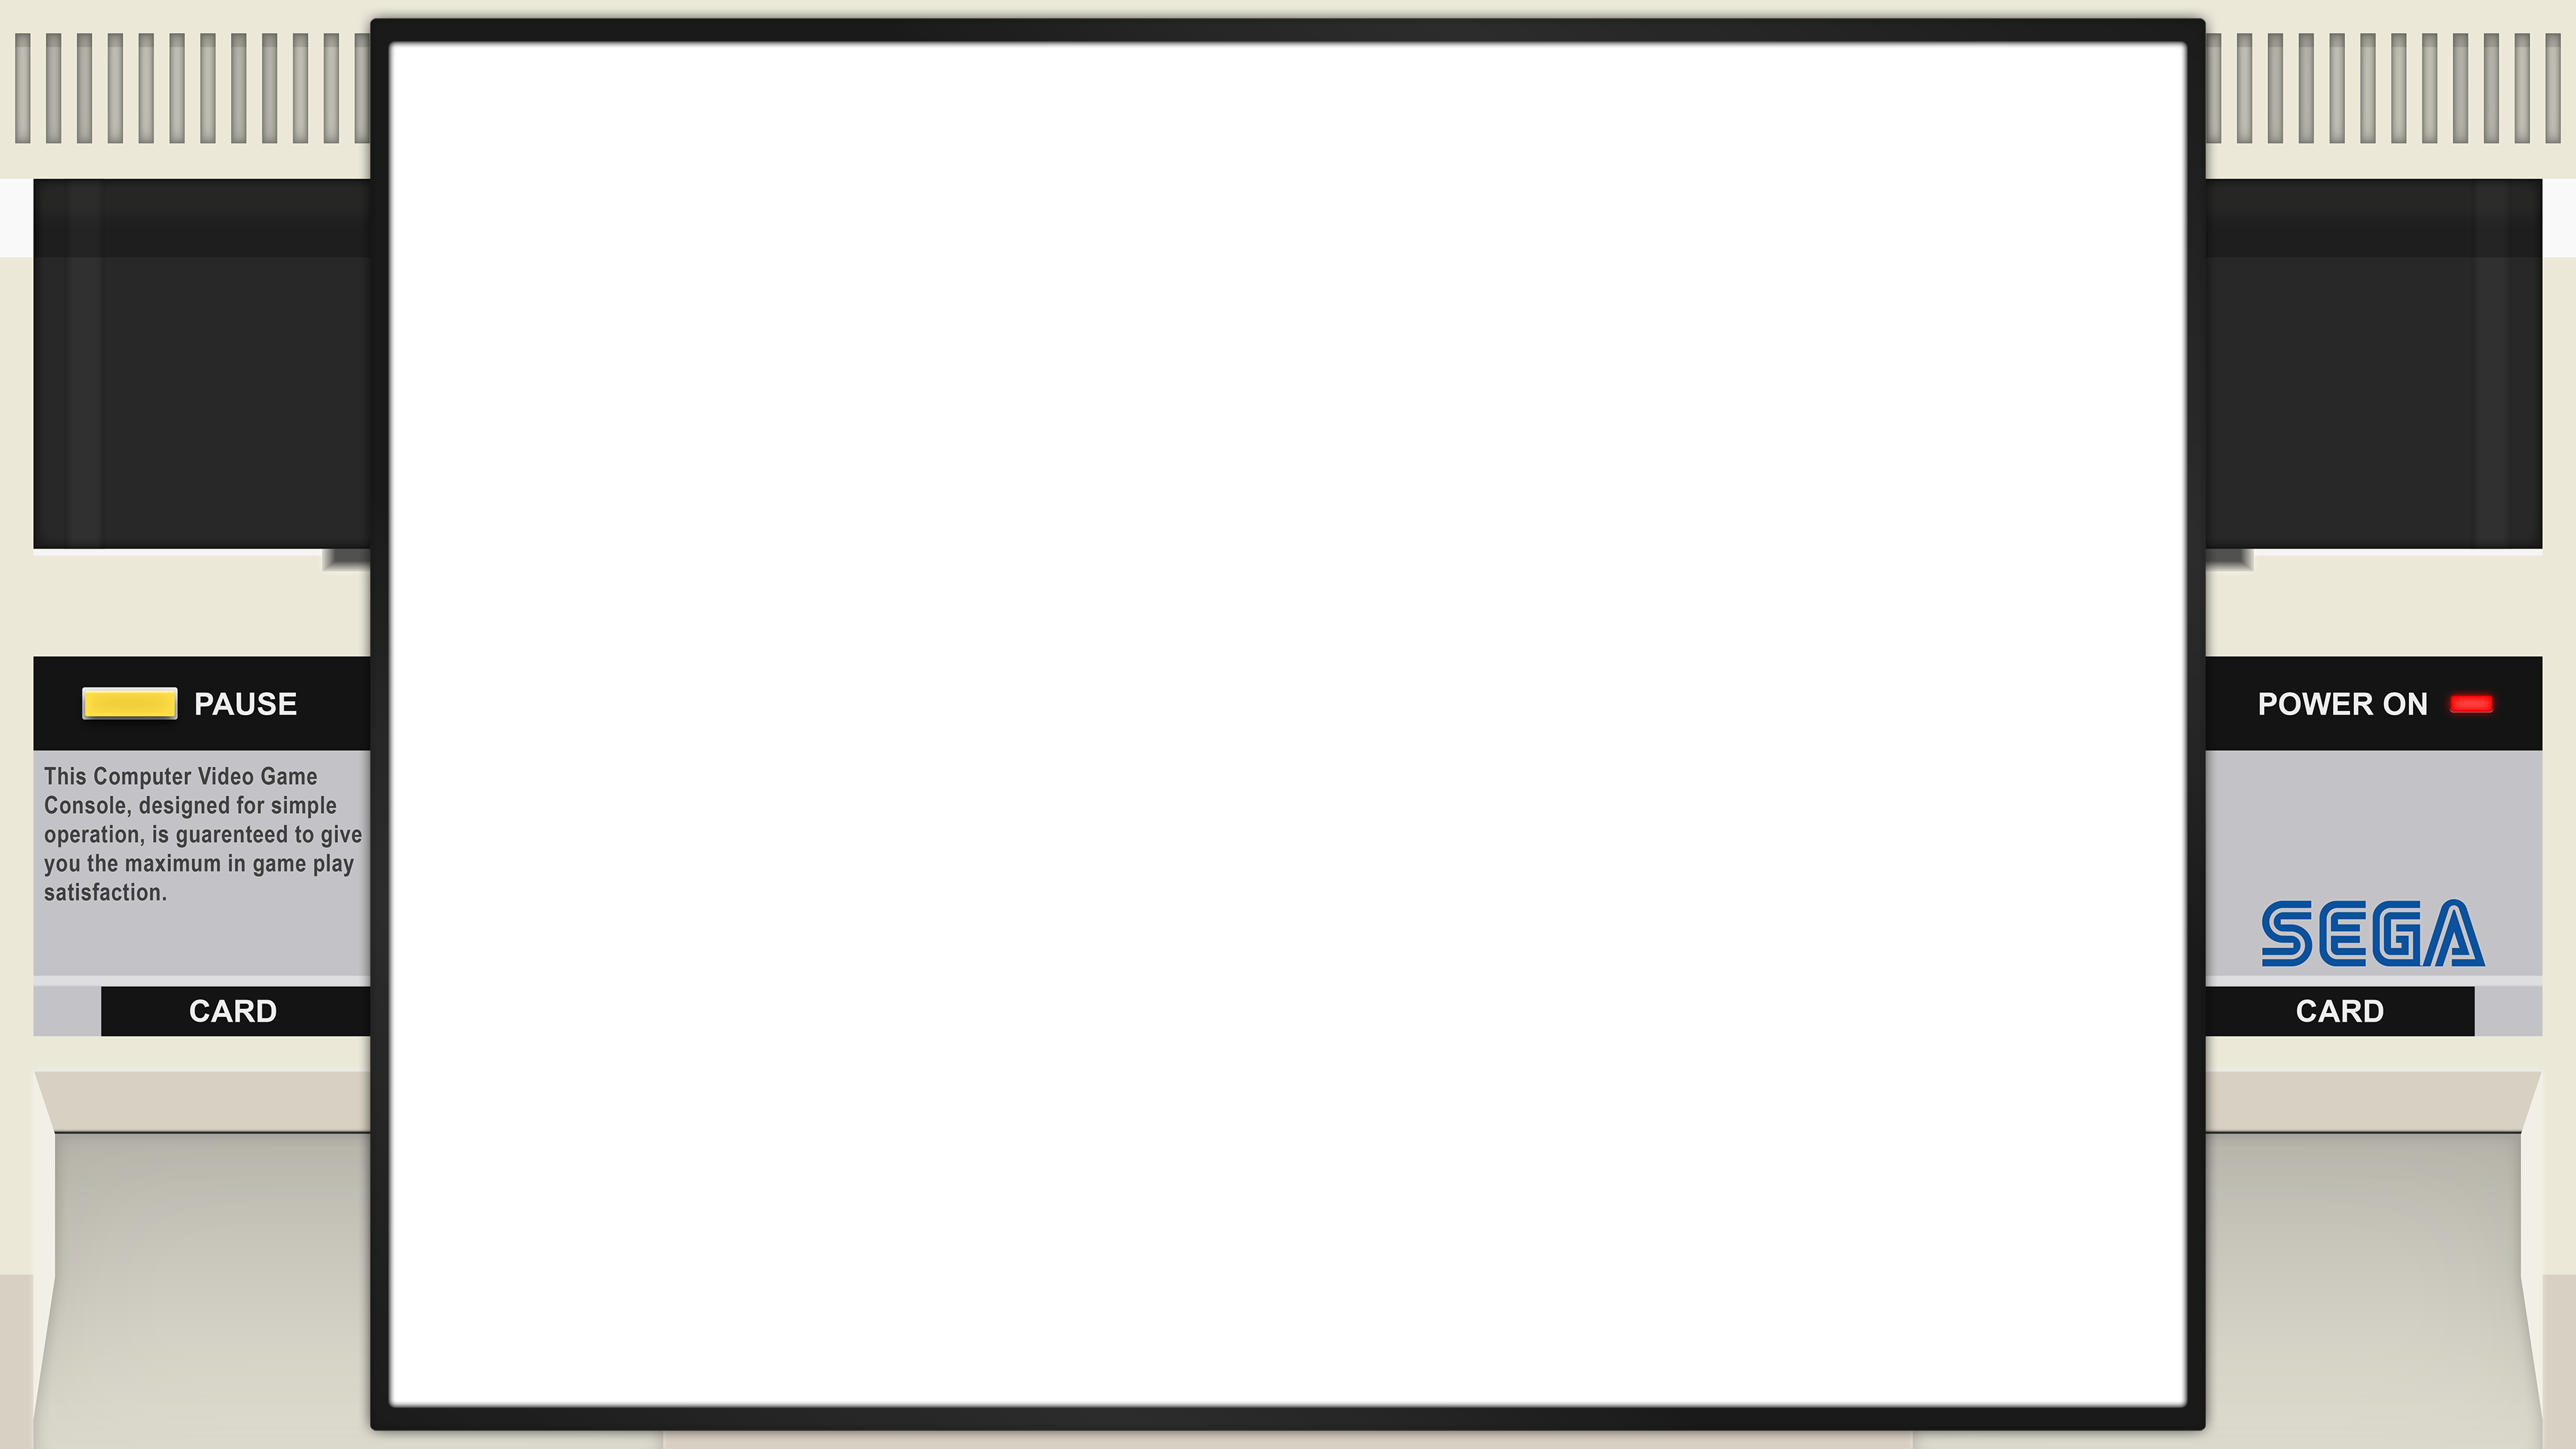 PAUSE
POWER ON
This Computer Video Game
Console, designed for simple
operation, is guarenteed to give
you the maximum in game play
satisfaction.
SEGA
CARD
CARD